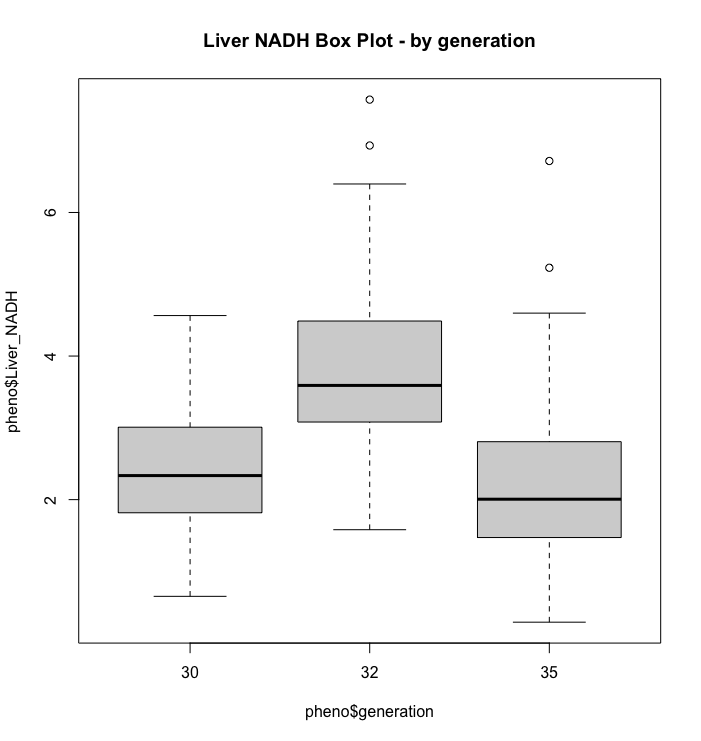 Liver NADH Box Plot - by generation
pheno$Liver_NADH
6
4
2
30 32 35
pheno$generation